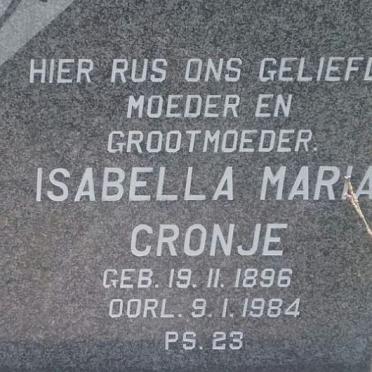 HIER RUS ONS GELIEFD
MOEDER EN
GROOTMOEDER.
ISABELLA MARIA
CRONJE
GEB. 19. 11. 1896
OORL. 9. 1. 1984
PS. 23